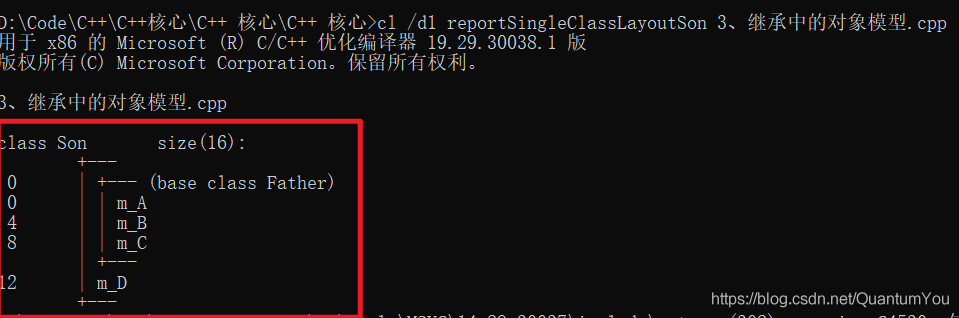 D:\Code\C++\C++核心\C++ 核心\C++ 核心>cl /d1 reportSingleClassLayoutSon 3、继承中的对象模型.cpp
用于 x86 的 Microsoft (R) C/C++ 优化编译器 19.29.30038.1 版
版权所有(C) Microsoft Corporation。保留所有权利。
3、继承中的对象模型.cpp
class Son size(16):
+---
0 | +--- (base class Father)
0 | | m_A
4 | | m_B
8 | | m_C
| +---
12 | m_D
+---
https://blog.csdn.net/QuantumYou